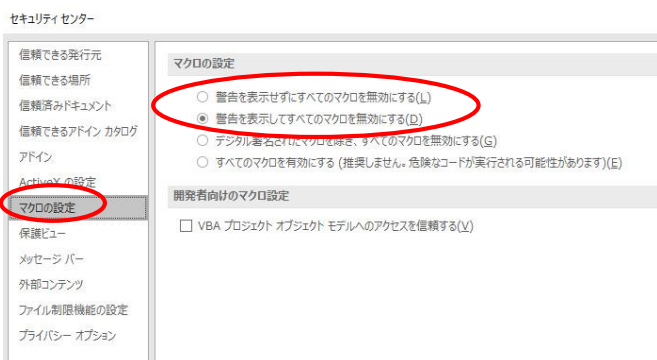 セキュリティ センター
信頼できる発行元
信頼できる場所
信頼済みドキュメント
信頼できるアドイン カタログ
アドイン
ActiveX の設定
マクロの設定
保護ビュー
メッセージ バー
外部コンテンツ
ファイル制限機能の設定
プライバシー オプション
マクロの設定
警告を表示せずにすべてのマクロを無効にする(L)
警告を表示してすべてのマクロを無効にする(D)
デジタル署名されたマクロを除き、すべてのマクロを無効にする(G)
すべてのマクロを有効にする (推奨しません。危険なコードが実行される可能性があります)(E)
開発者向けのマクロ設定
VBA プロジェクト オブジェクト モデルへのアクセスを信頼する(V)